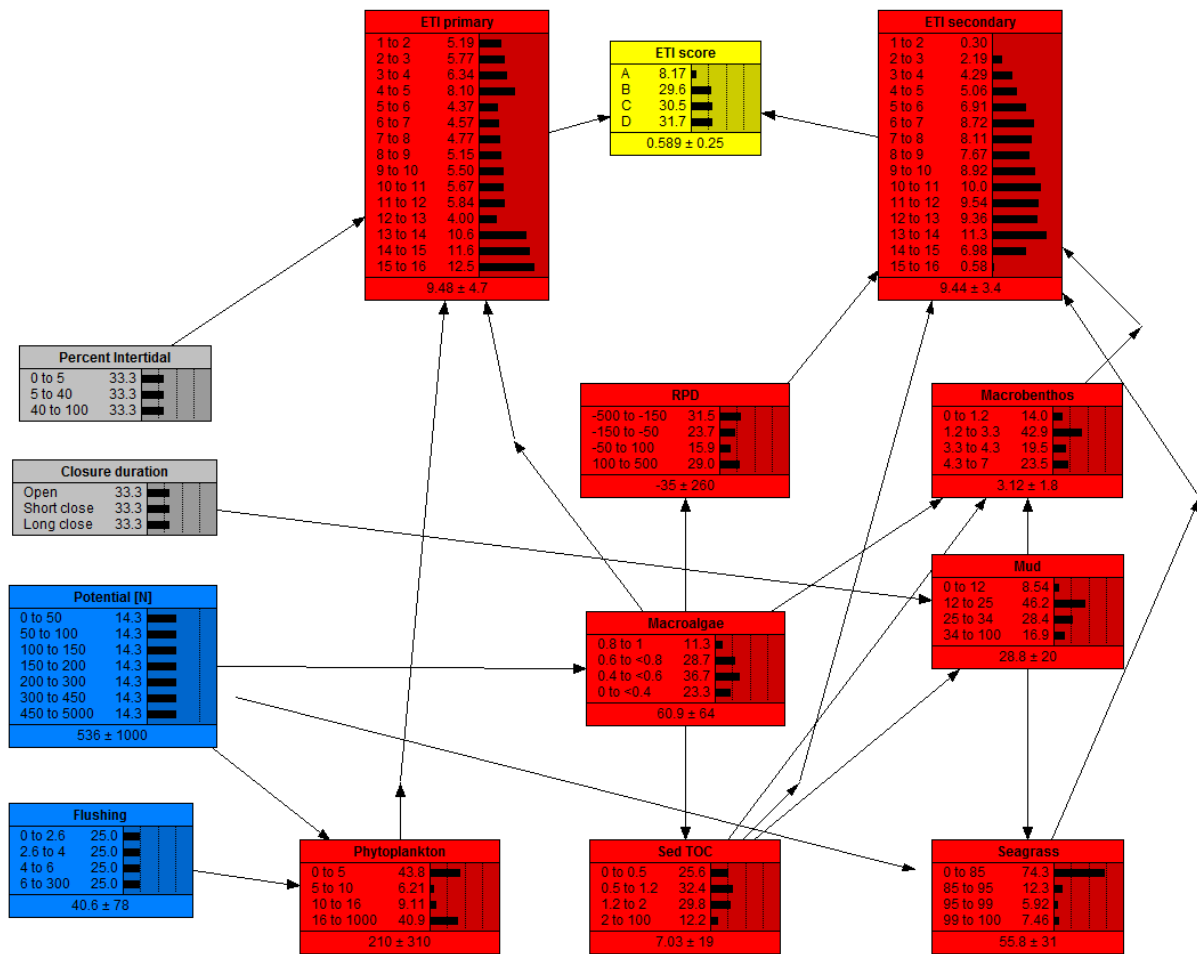 ETI primary
1 to 2 5.19
2 to 3 5.77
3 to 4 6.34
4 to 5 8.10
5 to 6 4.37
6 to 7 4.57
7 to 8 4.77
8 to 9 5.15
9 to 10 5.50
10 to 11 5.67
11 to 12 5.84
12 to 13 4.00
13 to 14 10.6
14 to 15 11.6
15 to 16 12.5
9.48 ± 4.7
ETI score
A 8.17
B 29.6
C 30.5
D 31.7
0.589 ± 0.25
ETI secondary
1 to 2 0.30
2 to 3 2.19
3 to 4 4.29
4 to 5 5.06
5 to 6 6.91
6 to 7 8.72
7 to 8 8.11
8 to 9 7.67
9 to 10 8.92
10 to 11 10.0
11 to 12 9.54
12 to 13 9.36
13 to 14 11.3
14 to 15 6.98
15 to 16 0.58
9.44 ± 3.4
Percent Intertidal
0 to 5 33.3
5 to 40 33.3
40 to 100 33.3
RPD
-500 to -150 31.5
-150 to -50 23.7
-50 to 100 15.9
100 to 500 29.0
-35 ± 260
Macrobenthos
0 to 1.2 14.0
1.2 to 3.3 42.9
3.3 to 4.3 19.5
4.3 to 7 23.5
3.12 ± 1.8
Closure duration
Open 33.3
Short close 33.3
Long close 33.3
Mud
0 to 12 8.54
12 to 25 46.2
25 to 34 28.4
34 to 100 16.9
28.8 ± 20
Potential [N]
0 to 50 14.3
50 to 100 14.3
100 to 150 14.3
150 to 200 14.3
200 to 300 14.3
300 to 450 14.3
450 to 5000 14.3
536 ± 1000
Macroalgae
0.8 to 1 11.3
0.6 to <0.8 28.7
0.4 to <0.6 36.7
0 to <0.4 23.3
60.9 ± 64
Flushing
0 to 2.6 25.0
2.6 to 4 25.0
4 to 6 25.0
6 to 300 25.0
40.6 ± 78
Phytoplankton
0 to 5 43.8
5 to 10 6.21
10 to 16 9.11
16 to 1000 40.9
210 ± 310
Sed TOC
0 to 0.5 25.6
0.5 to 1.2 32.4
1.2 to 2 29.8
2 to 100 12.2
7.03 ± 19
Seagrass
0 to 85 74.3
85 to 95 12.3
95 to 99 5.92
99 to 100 7.46
55.8 ± 31